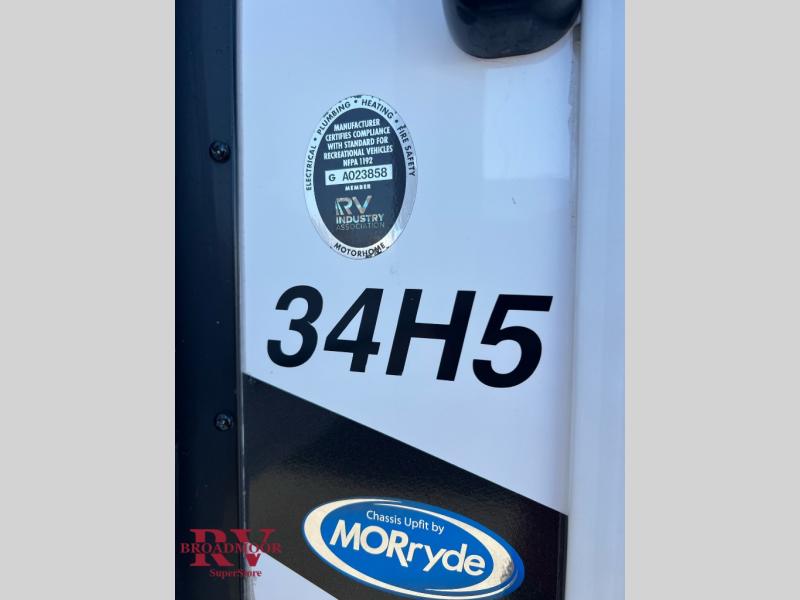 ELECTRICAL • PLUMBING • HEATING • FIRE SAFETY
MANUFACTURER
CERTIFIES COMPLIANCE
WITH STANDARD FOR
RECREATIONAL VEHICLES
NFPA 1192
G A023858
MEMBER
RV
INDUSTRY
ASSOCIATION
MOTORHOME
34H5
Chassis Upfit by
MORryde
RV
BROADMOOR
SuperStore